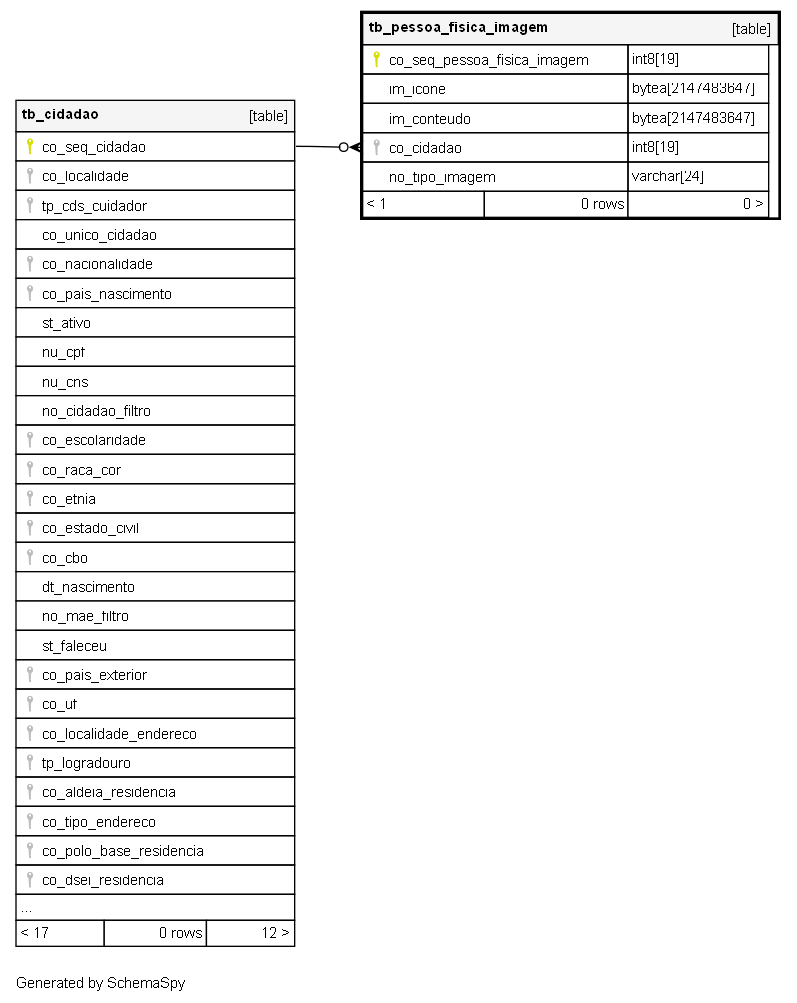 tb_pessoa_fisica_imagem [table]
co_seq_pessoa_fisica_imagem int8[19]
im_icone bytea[2147483647]
im_conteudo bytea[2147483647]
co_cidadao int8[19]
no_tipo_imagem varchar[24]
< 1 0 rows 0 >
tb_cidadao [table]
co_seq_cidadao
co_localidade
tp_cds_cuidador
co_unico_cidadao
co_nacionalidade
co_pais_nascimento
st_ativo
nu_cpf
nu_cns
no_cidadao_filtro
co_escolaridade
co_raca_cor
co_etnia
co_estado_civil
co_cbo
dt_nascimento
no_mae_filtro
st_faleceu
co_pais_exterior
co_uf
co_localidade_endereco
tp_logradouro
co_aldeia_residencia
co_tipo_endereco
co_polo_base_residencia
co_dsei_residencia
...
< 17 0 rows 12 >
Generated by SchemaSpy